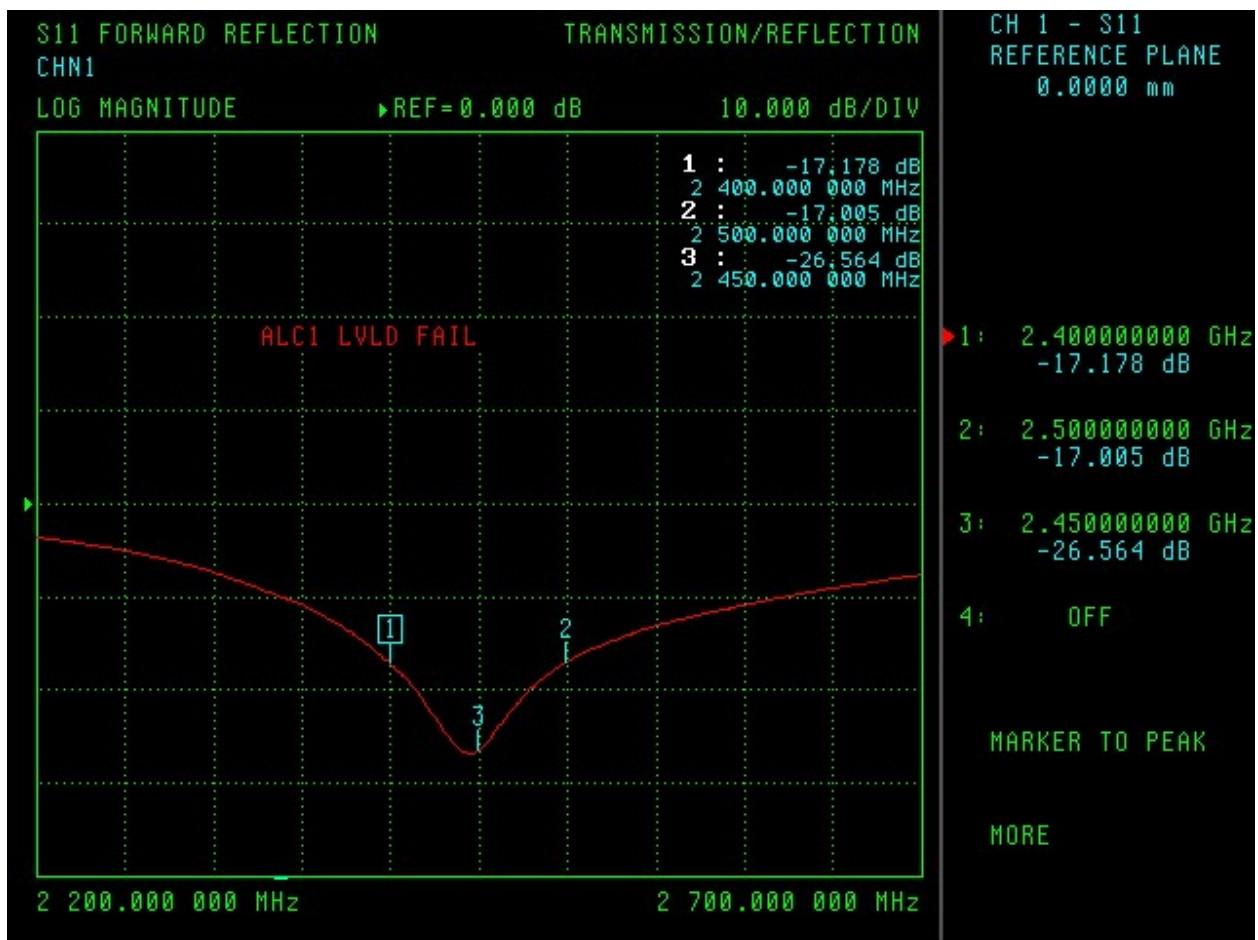 S11 FORWARD REFLECTION
TRANSMISSION/REFLECTION
CHN1
LOG MAGNITUDE
▶REF=0.000 dB
10.000 dB/DIV
1 : -17.178 dB
2 400.000 000 MHz
2 : -17.005 dB
2 500.000 000 MHz
3 : -26.564 dB
2 450.000 000 MHz
ALC1 LVLD FAIL
1
2
3
2 200.000 000 MHz
2 700.000 000 MHz
CH 1 - S11
REFERENCE PLANE
0.0000 mm
▶1: 2.400000000 GHz
-17.178 dB
2: 2.500000000 GHz
-17.005 dB
3: 2.450000000 GHz
-26.564 dB
4: OFF
MARKER TO PEAK
MORE